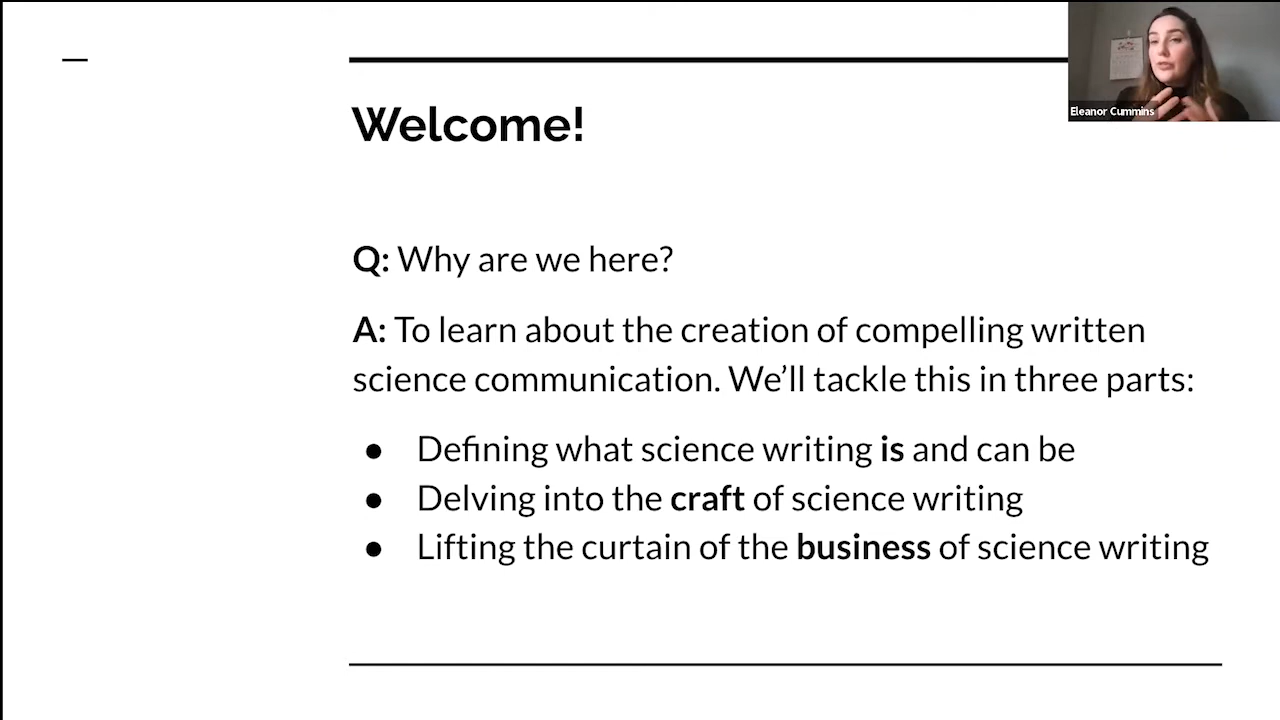 Eleanor Cummins
Welcome!
Q: Why are we here?
A: To learn about the creation of compelling written
science communication. We’ll tackle this in three parts:
● Defining what science writing is and can be
● Delving into the craft of science writing
● Lifting the curtain of the business of science writing